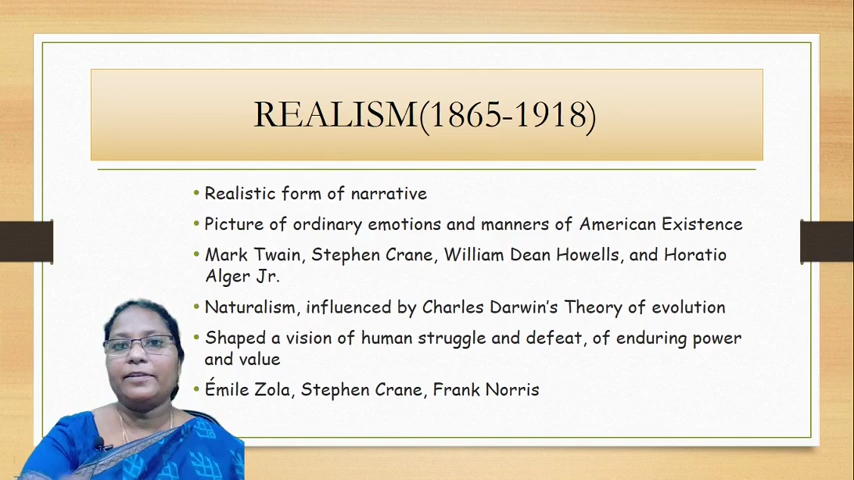 REALISM(1865-1918)
• Realistic form of narrative
• Picture of ordinary emotions and manners of American Existence
• Mark Twain, Stephen Crane, William Dean Howells, and Horatio
Alger Jr.
• Naturalism, influenced by Charles Darwin's Theory of evolution
• Shaped a vision of human struggle and defeat, of enduring power
and value
• Émile Zola, Stephen Crane, Frank Norris